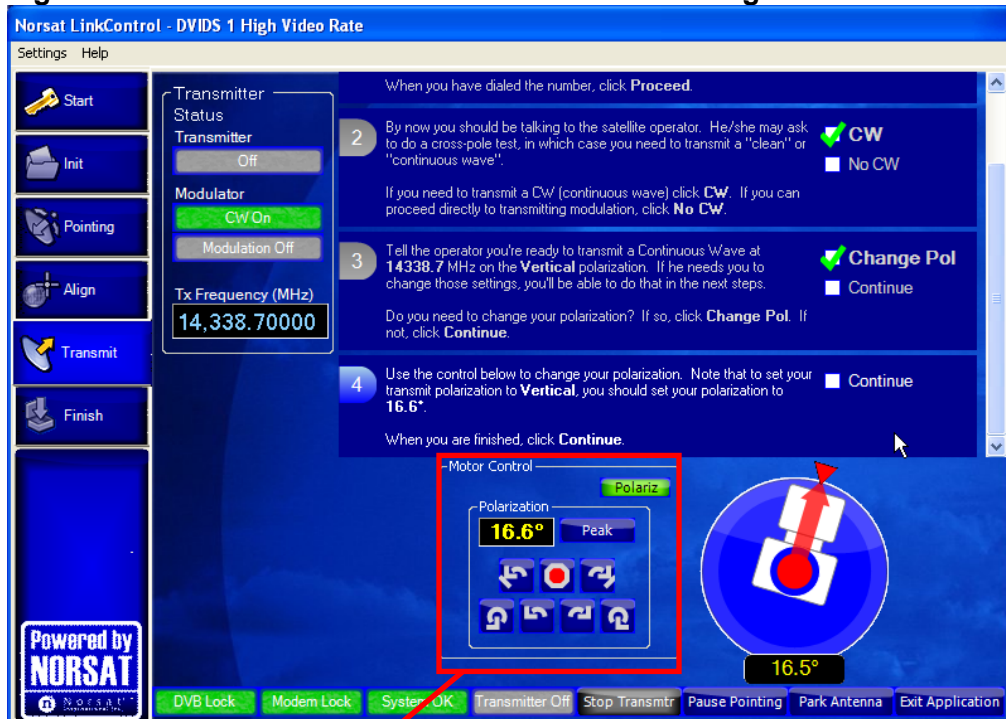 Norsat LinkControl - DVIDS 1 High Video Rate
Settings Help
Start
Init
Pointing
Align
Transmit
Finish
Powered by
NORSAT
Norsat
Transmitter
Status
Transmitter
Off
Modulator
CW On
Modulation Off
Tx Frequency (MHz)
14,338.70000
When you have dialed the number, click Proceed.
2
By now you should be talking to the satellite operator. He/she may ask
to do a cross-pole test, in which case you need to transmit a "clean" or
"continuous wave".
If you need to transmit a CW (continuous wave) click CW. If you can
proceed directly to transmitting modulation, click No CW.
CW
No CW
3
Tell the operator you're ready to transmit a Continuous Wave at
14338.7 MHz on the Vertical polarization. If he needs you to
change those settings, you'll be able to do that in the next steps.
Do you need to change your polarization? If so, click Change Pol. If
not, click Continue.
Change Pol
Continue
4
Use the control below to change your polarization. Note that to set your
transmit polarization to Vertical, you should set your polarization to
16.6°.
When you are finished, click Continue.
Continue
Motor Control
Polariz
Polarization
16.6°
Peak
16.5°
DVB Lock
Modem Lock
System OK
Transmitter Off
Stop Transmtr
Pause Pointing
Park Antenna
Exit Application